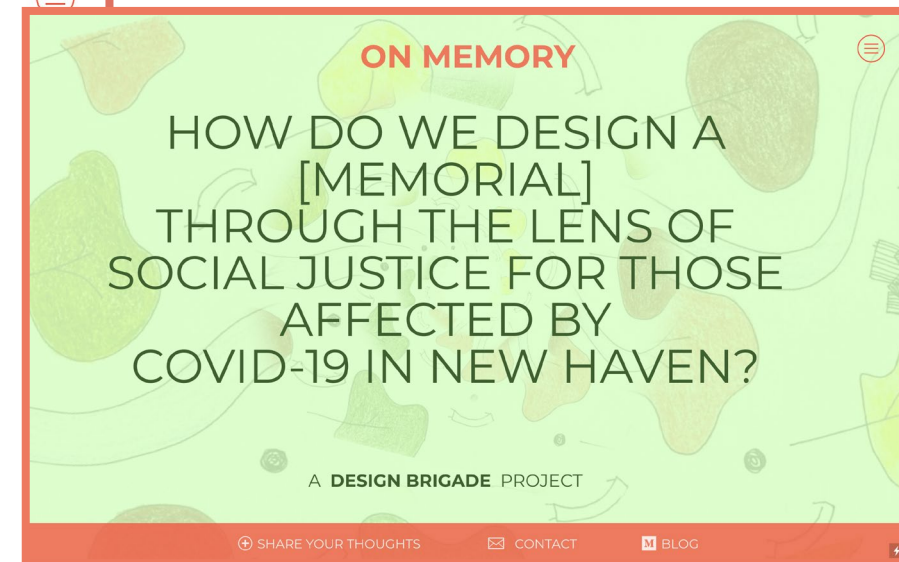 ON MEMORY
HOW DO WE DESIGN A
[MEMORIAL]
THROUGH THE LENS OF
SOCIAL JUSTICE FOR THOSE
AFFECTED BY
COVID-19 IN NEW HAVEN?
A DESIGN BRIGADE PROJECT
SHARE YOUR THOUGHTS CONTACT M BLOG